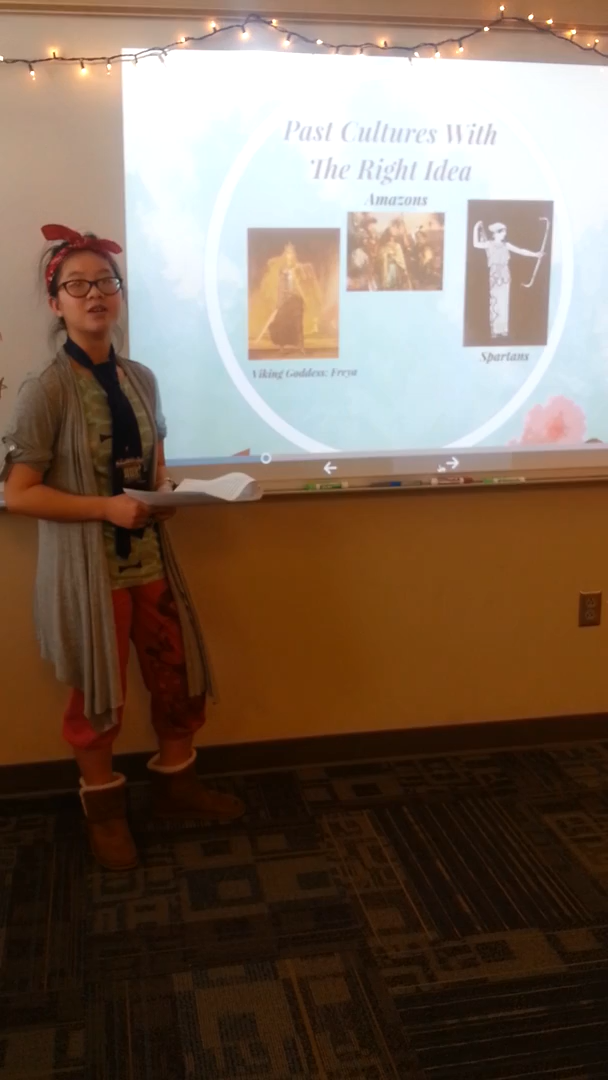 Past Cultures With
The Right Idea
Amazons
Viking Goddess: Freya
Spartans